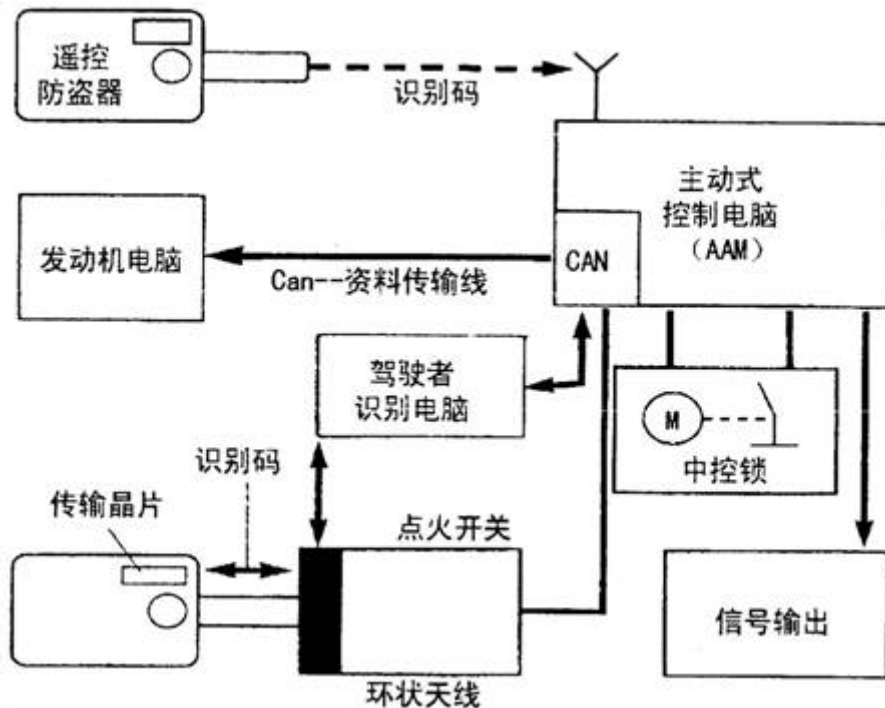 遥控
防盗器
识别码
主动式
控制电脑
（AAM）
发动机电脑
CAN
Can--资料传输线
驾驶者
识别电脑
M
中控锁
识别码
传输晶片
点火开关
信号输出
环状天线